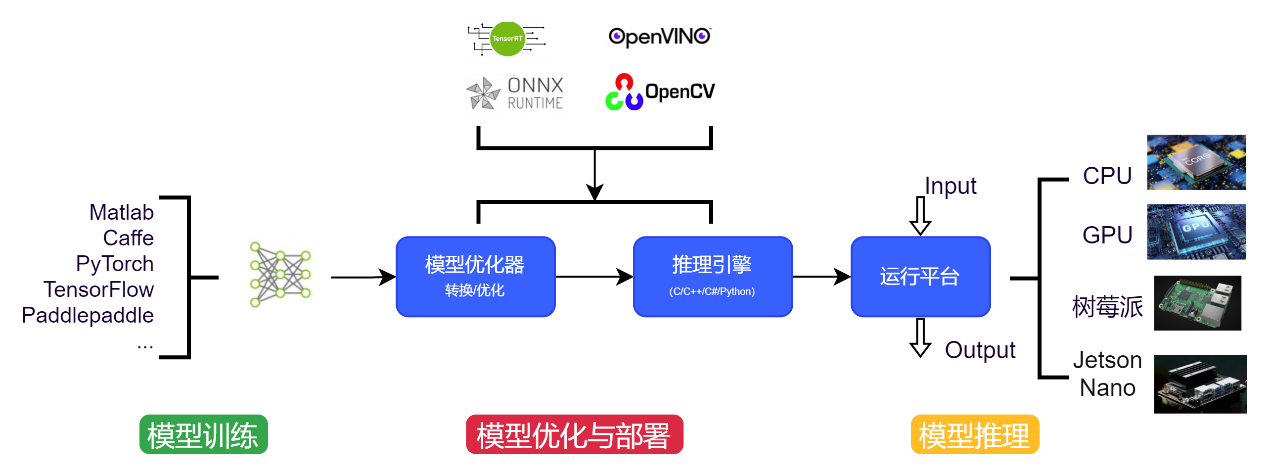 TensorRT
OpenVINO
ONNX
RUNTIME
OpenCV
Matlab
Caffe
PyTorch
TensorFlow
Paddlepaddle
...
模型优化器
转换/优化
推理引擎
(C/C++/C#/Python)
Input
运行平台
Output
CPU
CORE
GPU
GPU
树莓派
Jetson
Nano
模型训练
模型优化与部署
模型推理